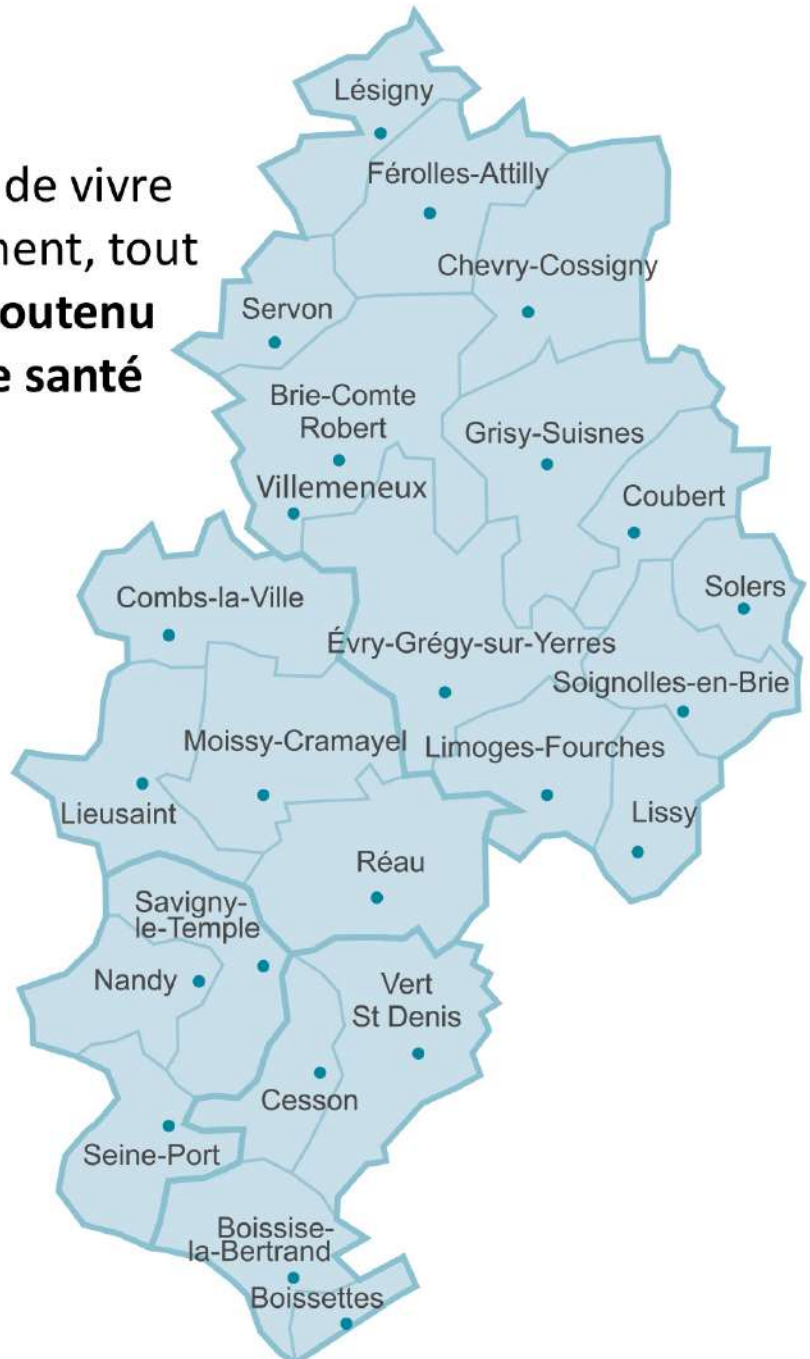 de vivre
ment, tout
outenu
e santé
Lésigny
Férolles-Attilly
Chevry-Cossigny
Servon
Brie-Comte
Robert
Grisy-Suisnes
Villemeneux
Coubert
Combs-la-Ville
Solers
Évry-Grégy-sur-Yerres
Soignolles-en-Brie
Moissy-Cramayel
Limoges-Fourches
Lieusaint
Lissy
Réau
Savigny-
le-Temple
Nandy
Vert
St Denis
Cesson
Seine-Port
Boissise-
la-Bertrand
Boissettes